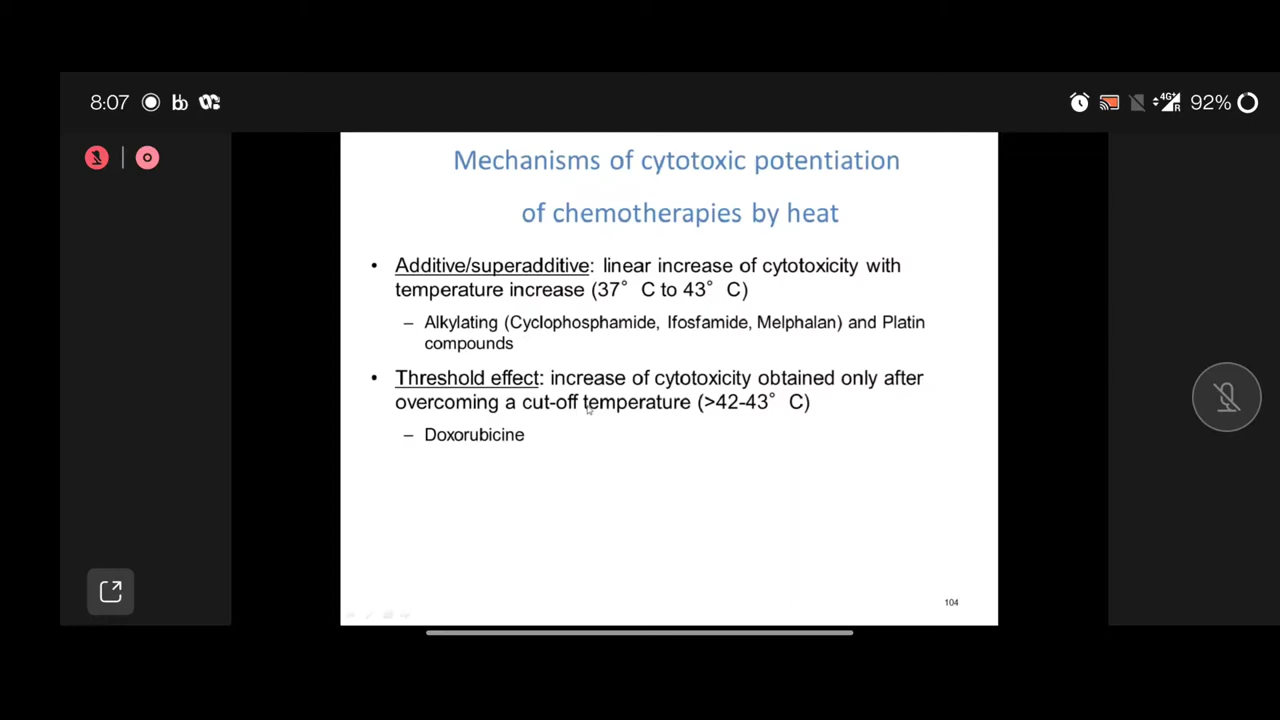 8:07
4G+
R
92%
Mechanisms of cytotoxic potentiation
of chemotherapies by heat
• Additive/superadditive: linear increase of cytotoxicity with
temperature increase (37° C to 43° C)
– Alkylating (Cyclophosphamide, Ifosfamide, Melphalan) and Platin
compounds
• Threshold effect: increase of cytotoxicity obtained only after
overcoming a cut-off temperature (>42-43° C)
– Doxorubicine
104